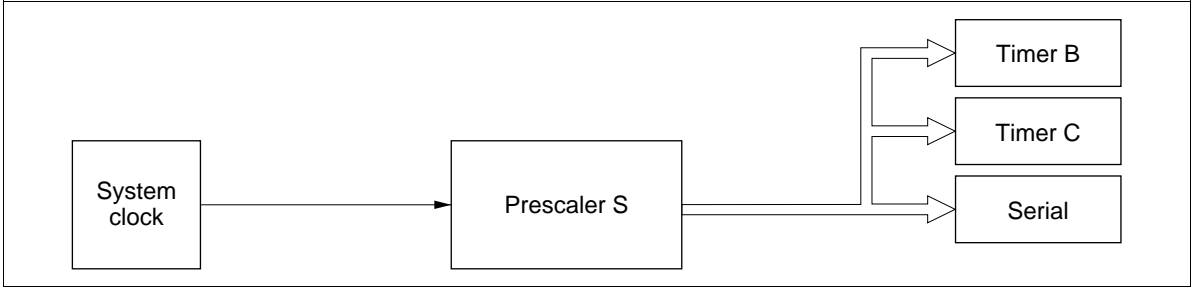 System
clock
Prescaler S
Timer B
Timer C
Serial